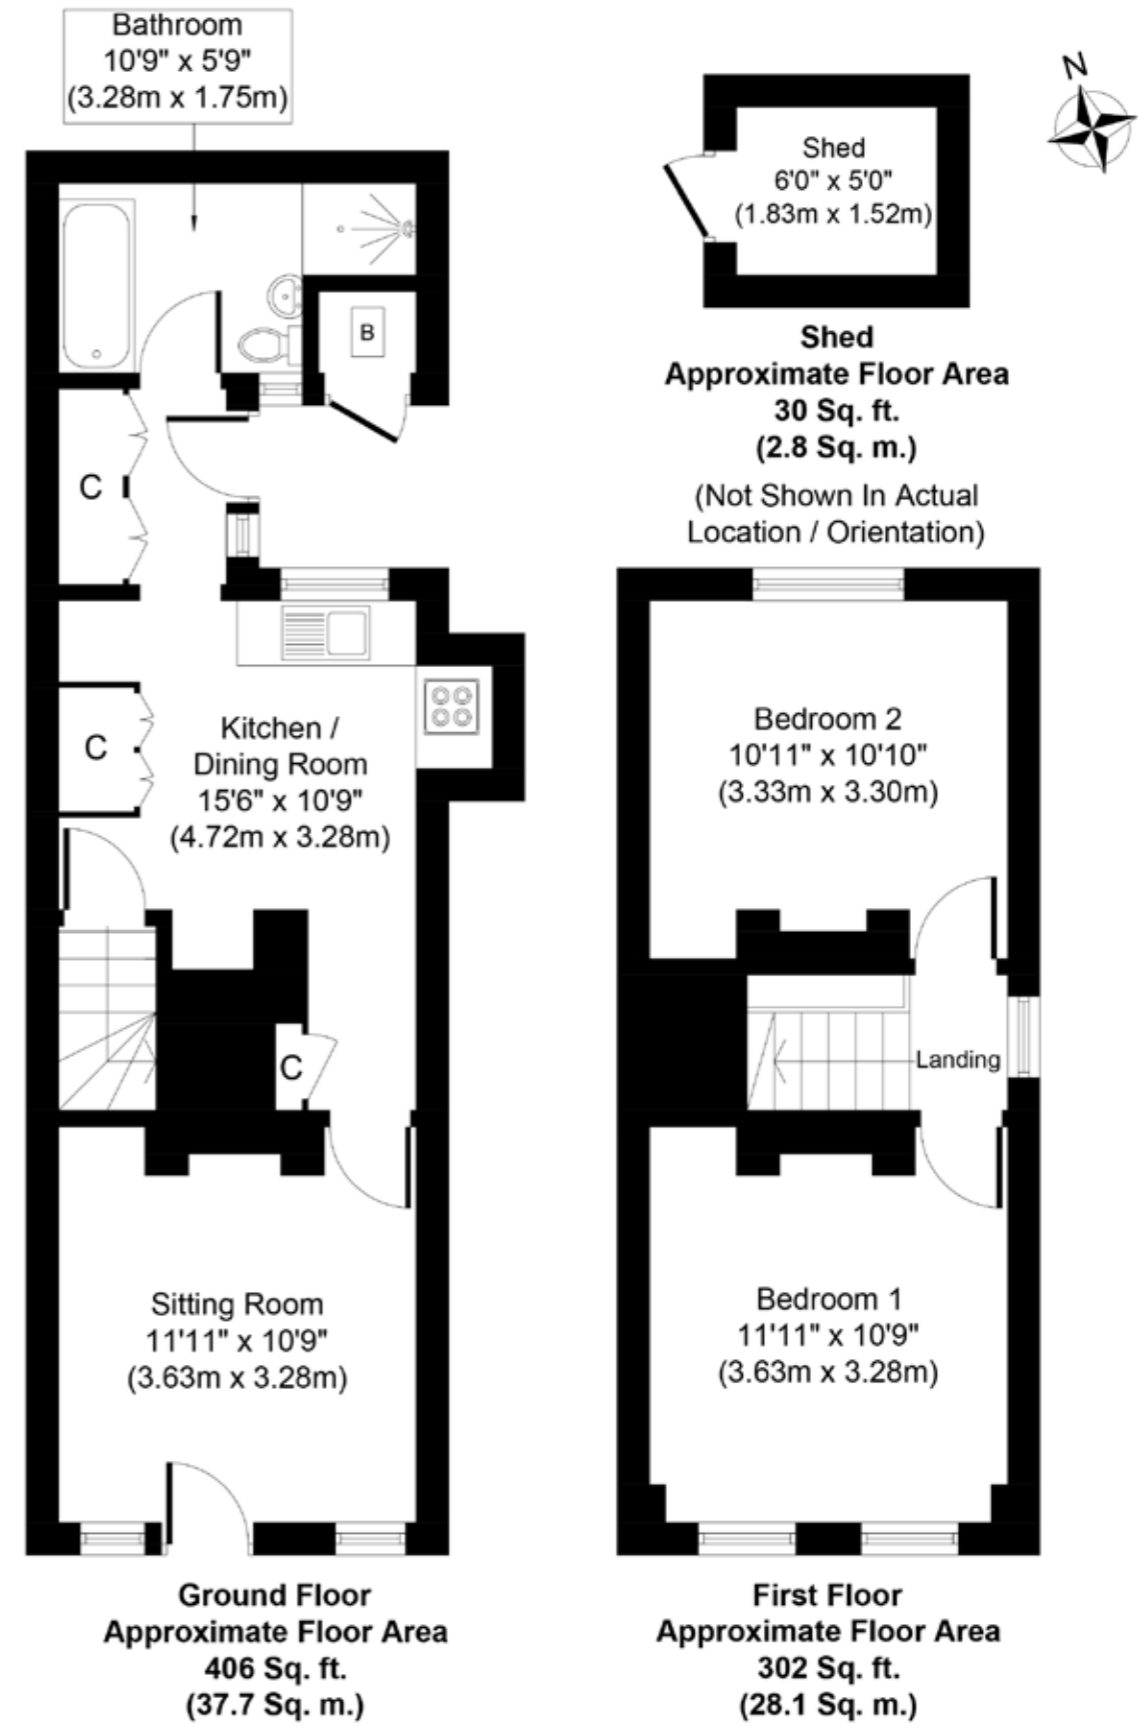 Bathroom
10'9" x 5'9"
(3.28m x 1.75m)
N
Shed
6'0" x 5'0"
(1.83m x 1.52m)
Shed
Approximate Floor Area
30 Sq. ft.
(2.8 Sq. m.)
(Not Shown In Actual
Location / Orientation)
B
C
C
Kitchen /
Dining Room
15'6" x 10'9"
(4.72m x 3.28m)
C
Sitting Room
11'11" x 10'9"
(3.63m x 3.28m)
Ground Floor
Approximate Floor Area
406 Sq. ft.
(37.7 Sq. m.)
Bedroom 2
10'11" x 10'10"
(3.33m x 3.30m)
Landing
Bedroom 1
11'11" x 10'9"
(3.63m x 3.28m)
First Floor
Approximate Floor Area
302 Sq. ft.
(28.1 Sq. m.)